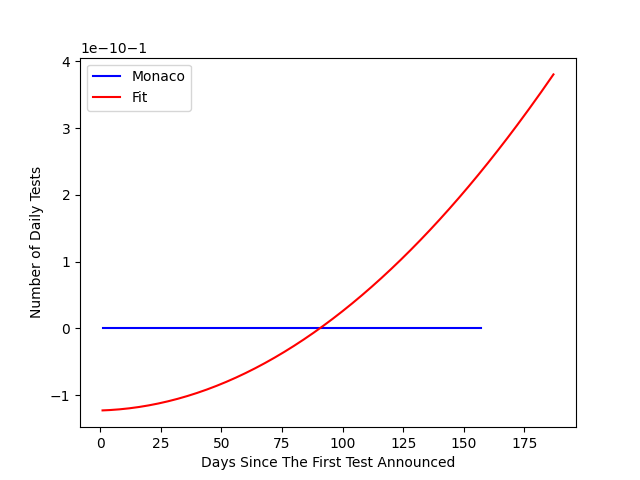 1e−10−1
4
3
2
1
0
−1
0 25 50 75 100 125 150 175
Number of Daily Tests
Days Since The First Test Announced
Monaco
Fit